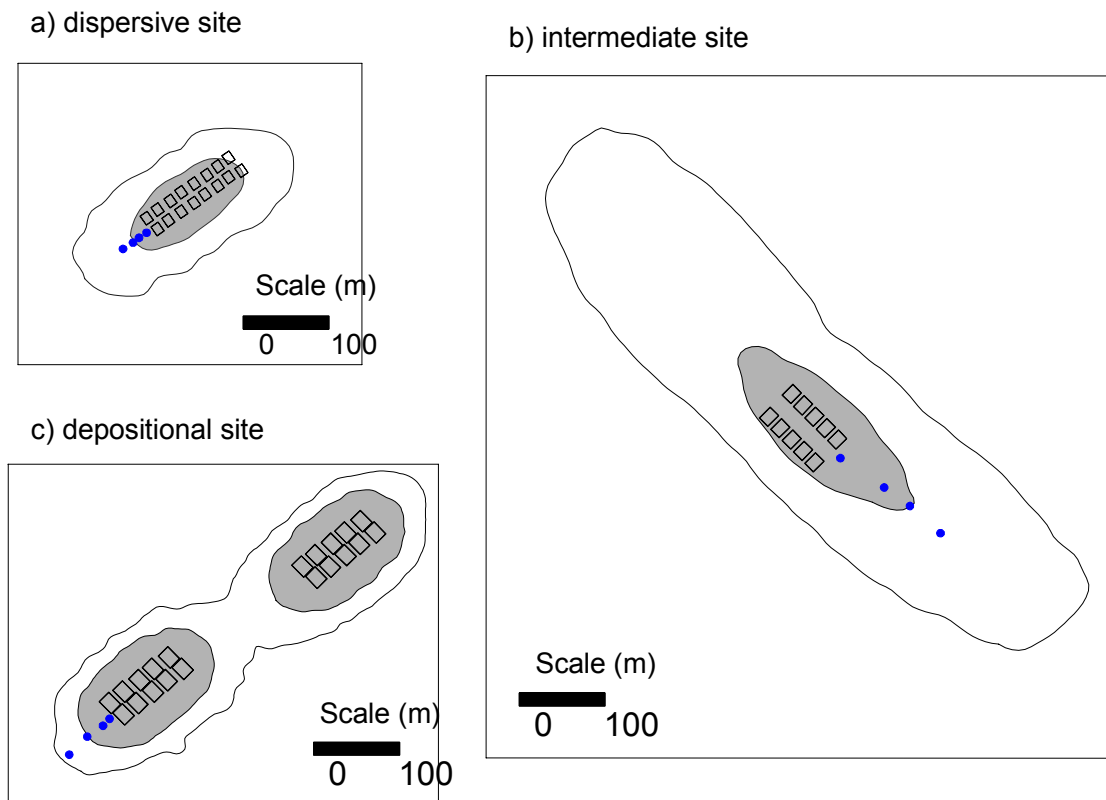 a) dispersive site
Scale (m)
0 100
b) intermediate site
Scale (m)
0 100
c) depositional site
Scale (m)
0 100